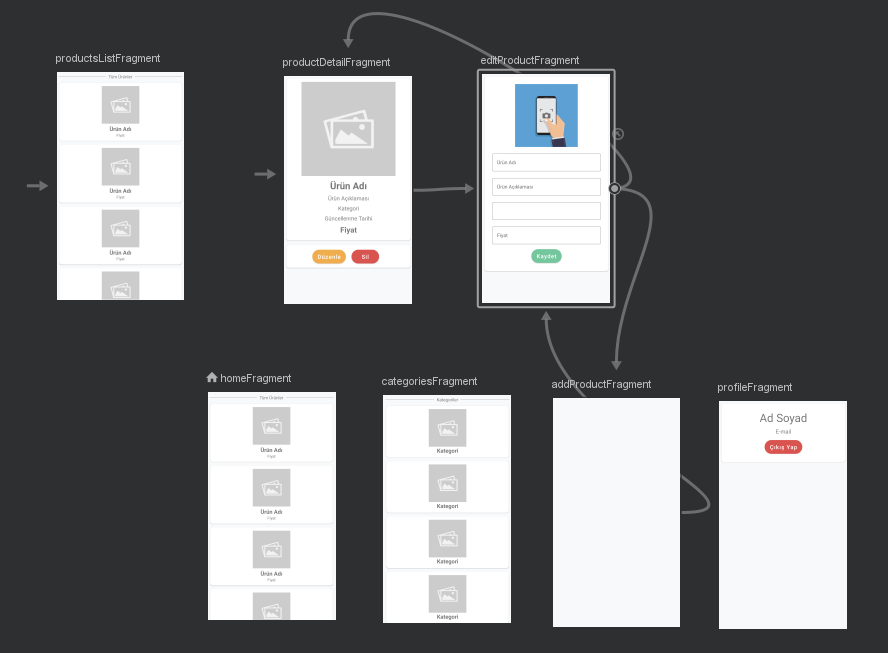 productsListFragment
Tüm Ürünler
Ürün Adı
Fiyat
Ürün Adı
Fiyat
Ürün Adı
Fiyat
productDetailFragment
Ürün Adı
Ürün Açıklaması
Kategori
Güncellenme Tarihi
Fiyat
Düzenle
Sil
editProductFragment
Ürün Adı
Ürün Açıklaması
Fiyat
Kaydet
homeFragment
Tüm Ürünler
Ürün Adı
Fiyat
Ürün Adı
Fiyat
Ürün Adı
Fiyat
categoriesFragment
Kategoriler
Kategori
Kategori
Kategori
Kategori
addProductFragment
profileFragment
Ad Soyad
E-mail
Çıkış Yap